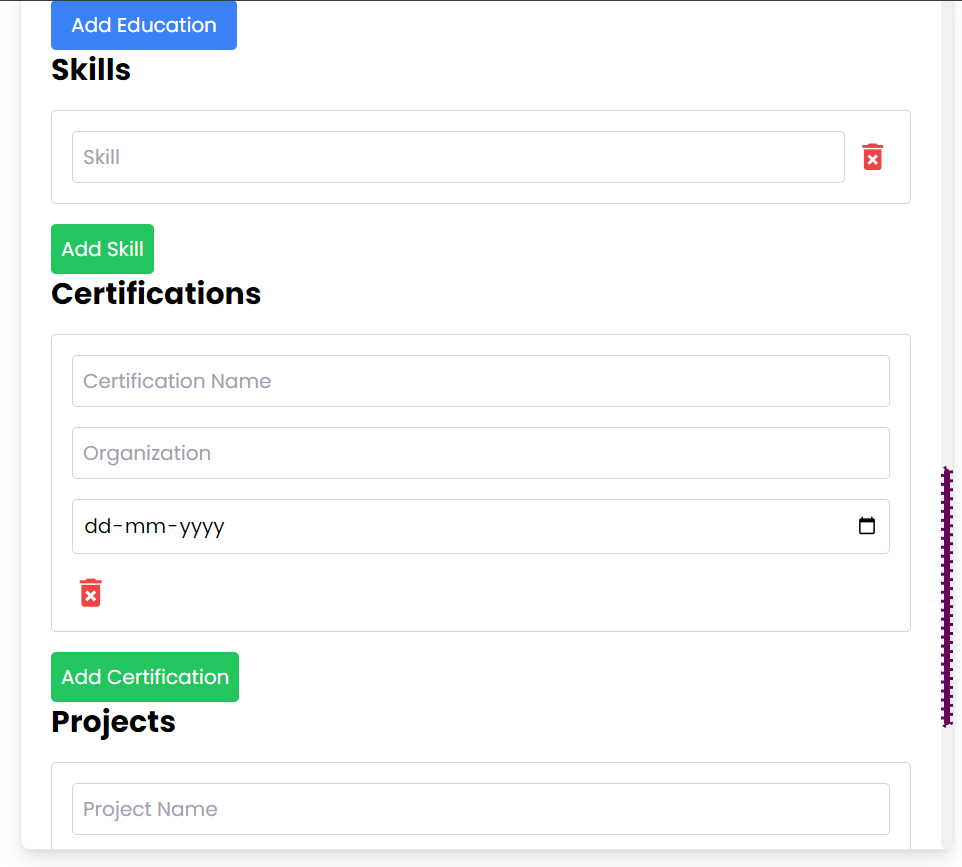 Add Education
Skills
Skill
Add Skill
Certifications
Certification Name
Organization
dd-mm-yyyy
Add Certification
Projects
Project Name